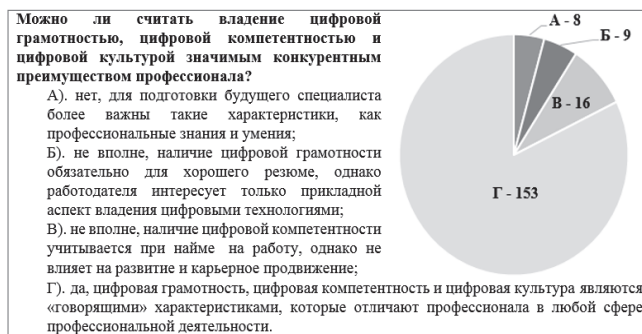 Можно ли считать владение цифровой
грамотностью, цифровой компетентностью и
цифровой культурой значимым конкурентным
преимуществом профессионала?
А). нет, для подготовки будущего специалиста
более важны такие характеристики, как
профессиональные знания и умения;
Б). не вполне, наличие цифровой грамотности
обязательно для хорошего резюме, однако
работодателя интересует только прикладной
аспект владения цифровыми технологиями;
В). не вполне, наличие цифровой компетентности
учитывается при найме на работу, однако не
влияет на развитие и карьерное продвижение;
Г). да, цифровая грамотность, цифровая компетентность и цифровая культура являются
«говорящими» характеристиками, которые отличают профессионала в любой сфере
профессиональной деятельности.
А - 8
Б - 9
В - 16
Г - 153